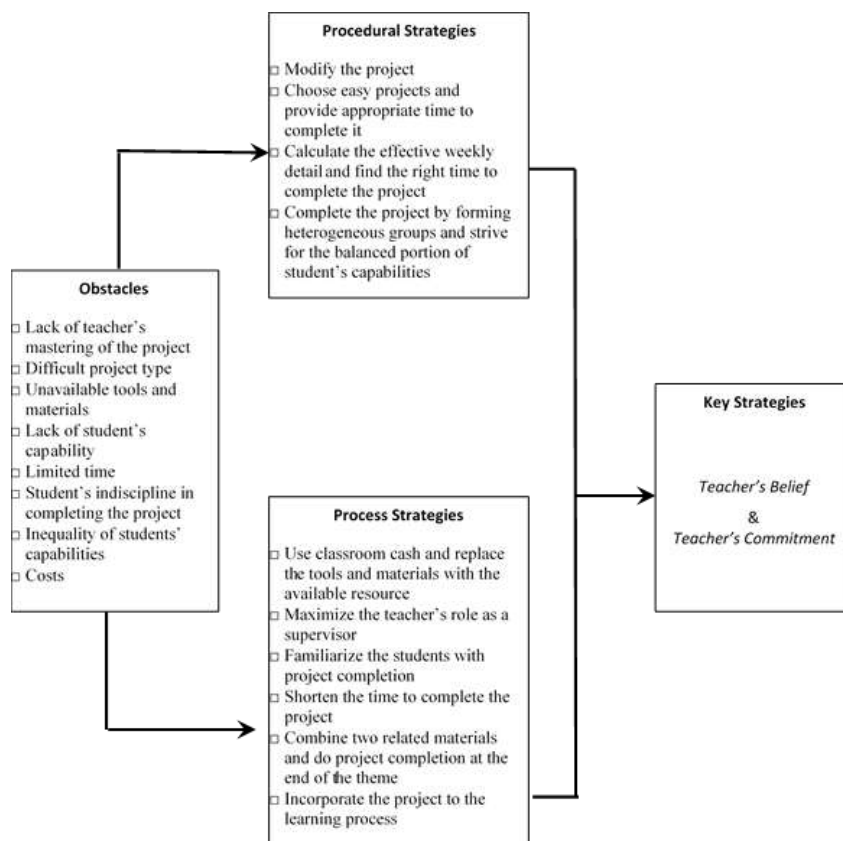 Procedural Strategies
□ Modify the project
□ Choose easy projects and
provide appropriate time to
complete it
□ Calculate the effective weekly
detail and find the right time to
complete the project
□ Complete the project by forming
heterogeneous groups and strive
for the balanced portion of
student's capabilities
Obstacles
□ Lack of teacher's
mastering of the project
□ Difficult project type
□ Unavailable tools and
materials
□ Lack of student's
capability
□ Limited time
□ Student's indiscipline in
completing the project
□ Inequality of students'
capabilities
□ Costs
Process Strategies
□ Use classroom cash and replace
the tools and materials with the
available resource
□ Maximize the teacher's role as a
supervisor
□ Familiarize the students with
project completion
□ Shorten the time to complete the
project
□ Combine two related materials
and do project completion at the
end of the theme
□ Incorporate the project to the
learning process
Key Strategies
Teacher's Belief
&
Teacher's Commitment